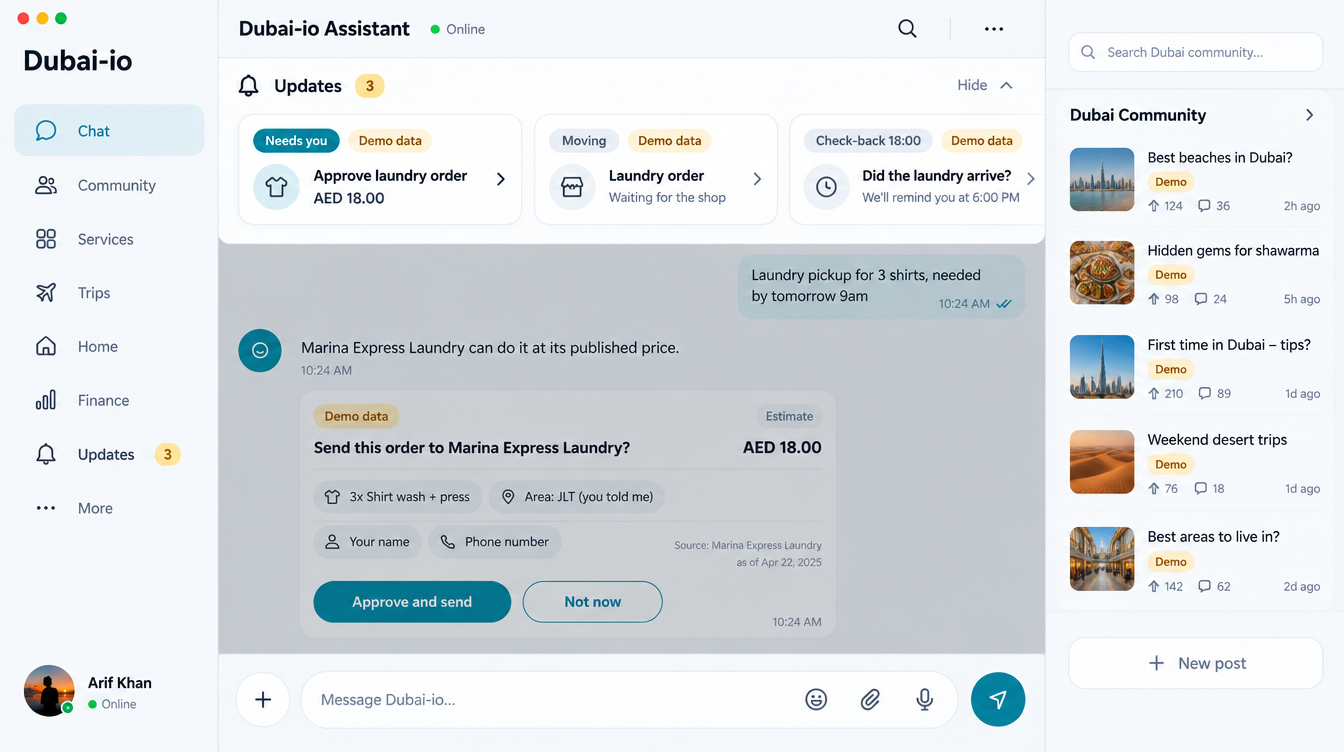 Dubai-io
Chat
Community
Services
Trips
Home
Finance
Updates 3
More
Arif Khan
Online
Dubai-io Assistant Online
Updates 3 Hide
Needs you Demo data
Approve laundry order
AED 18.00
Moving Demo data
Laundry order
Waiting for the shop
Check-back 18:00 Demo data
Did the laundry arrive?
We'll remind you at 6:00 PM
Laundry pickup for 3 shirts, needed
by tomorrow 9am
10:24 AM
Marina Express Laundry can do it at its published price.
10:24 AM
Demo data Estimate
Send this order to Marina Express Laundry? AED 18.00
3x Shirt wash + press Area: JLT (you told me)
Your name Phone number
Source: Marina Express Laundry
as of Apr 22, 2025
Approve and send Not now
10:24 AM
Message Dubai-io...
Search Dubai community...
Dubai Community
Best beaches in Dubai?
Demo
124 36 2h ago
Hidden gems for shawarma
Demo
98 24 5h ago
First time in Dubai – tips?
Demo
210 89 1d ago
Weekend desert trips
Demo
76 18 1d ago
Best areas to live in?
Demo
142 62 2d ago
New post